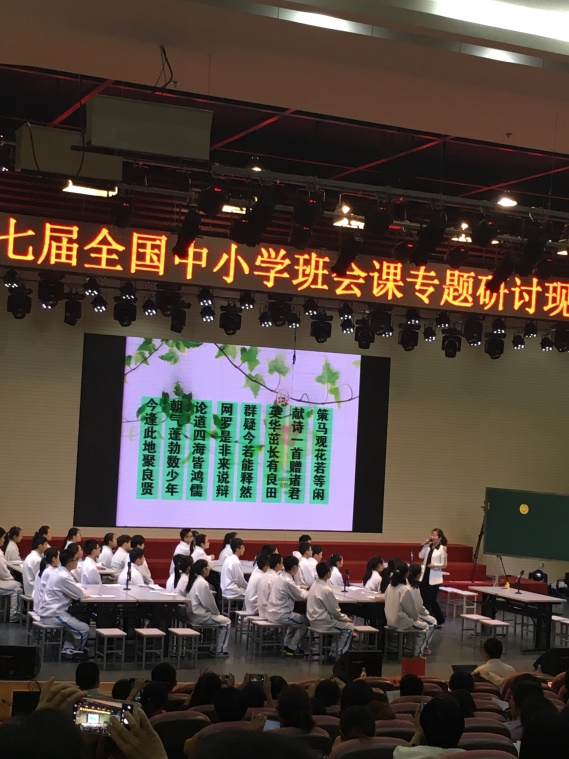 七届全国中小学班会课专题研讨现
今逢此地聚良贤
朝气蓬勃数少年
论道四海皆鸿儒
网罗是非来说辩
群疑今若能释然
英华茁长有良田
献诗一首赠诸君
策马观花若等闲